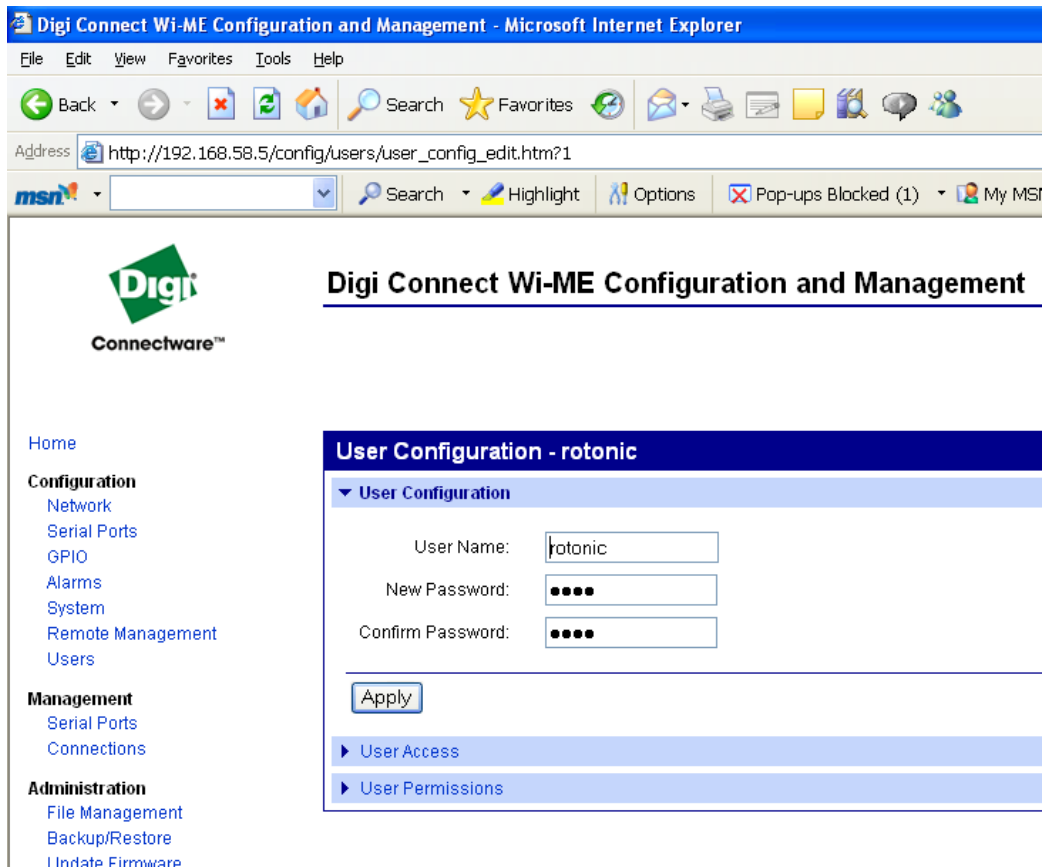 Digi Connect Wi-ME Configuration and Management - Microsoft Internet Explorer
File Edit View Favorites Tools Help
Back Search Favorites
Address http://192.168.58.5/config/users/user_config_edit.htm?1
msn Search Highlight Options Pop-ups Blocked (1) My MSN
Digi
Connectware™
Digi Connect Wi-ME Configuration and Management
Home
Configuration
Network
Serial Ports
GPIO
Alarms
System
Remote Management
Users
Management
Serial Ports
Connections
Administration
File Management
Backup/Restore
Update Firmware
User Configuration - rotonic
User Configuration
User Name: rotonic
New Password: ●●●●
Confirm Password: ●●●●
Apply
User Access
User Permissions